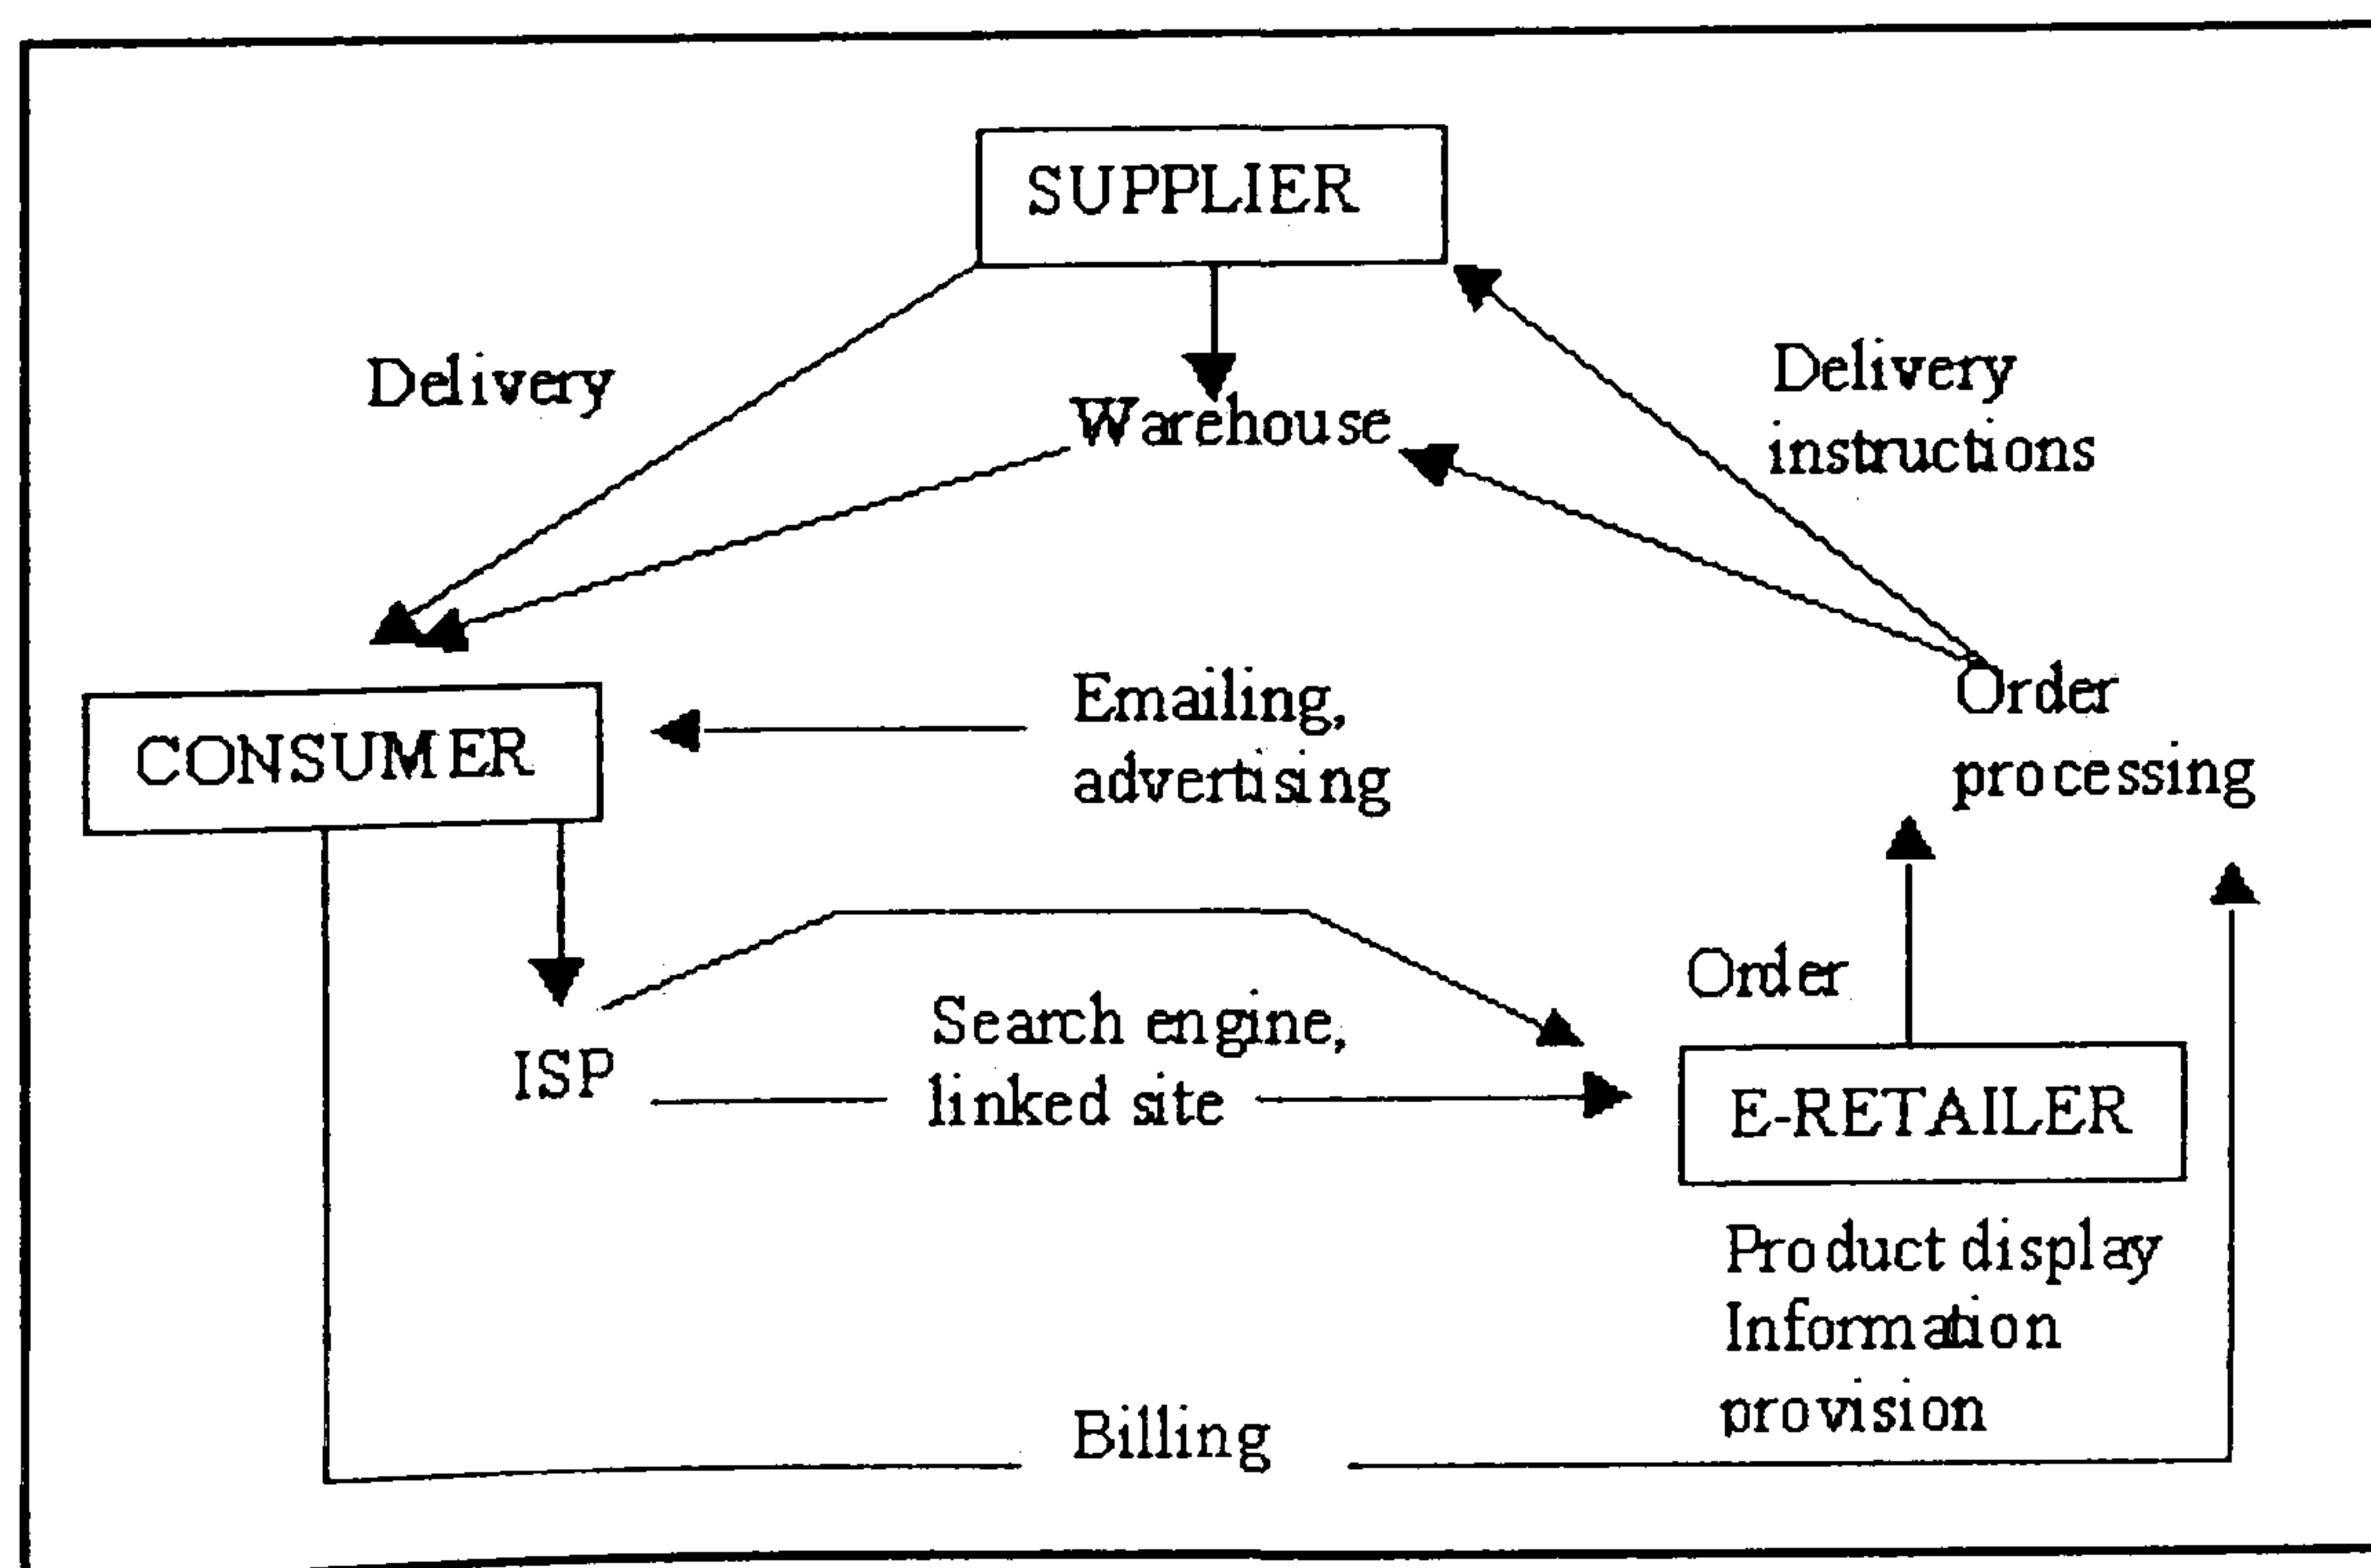 SUPPLIER
Delivery
Delivery
instructions
Warehouse
Emailing,
advertising
Order
processing
CONSUMER
Order
Search engine,
linked site
ISP
E-RETAILER
Product display
Information
provision
Billing